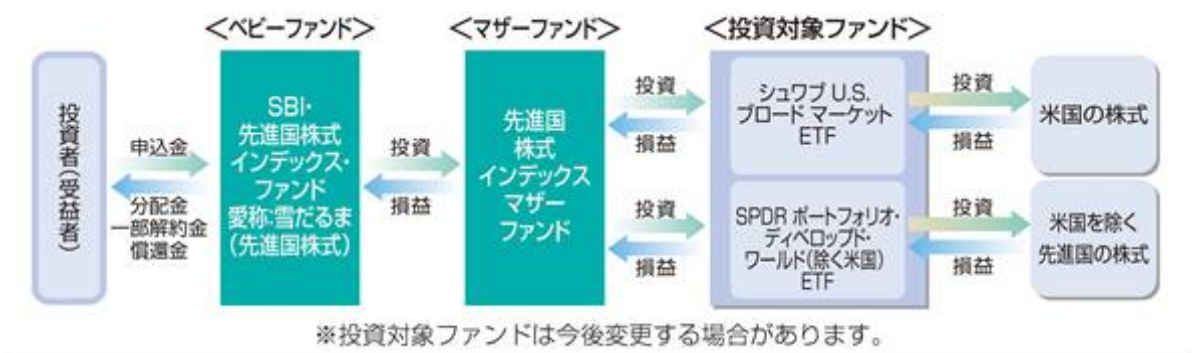 ＜ベビーファンド＞
＜マザーファンド＞
＜投資対象ファンド＞
投資者（受益者）
申込金
分配金
一部解約金
償還金
SBI・
先進国株式
インデックス・
ファンド
愛称：雪だるま
（先進国株式）
投資
損益
先進国
株式
インデックス
マザー
ファンド
投資
損益
投資
損益
シュワブ U.S.
ブロード マーケット
ETF
SPDR ポートフォリオ・
ディベロップド・
ワールド（除く米国）
ETF
投資
損益
投資
損益
米国の株式
米国を除く
先進国の株式
※投資対象ファンドは今後変更する場合があります。